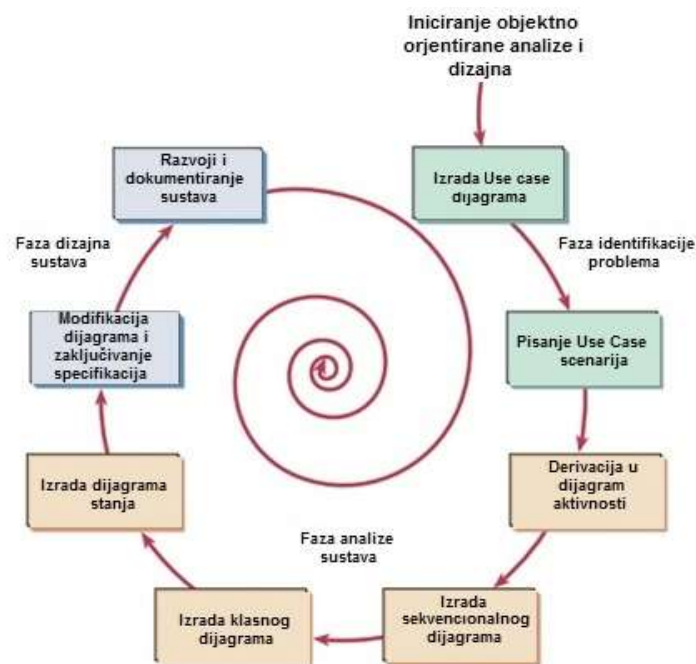 Iniciranje objektno
orjentirane analize i
dizajna
Izrada Use case
dijagrama
Faza identifikacije
problema
Pisanje Use Case
scenarija
Derivacija u
dijagram
aktivnosti
Izrada
sekvencionalnog
dijagrama
Izrada klasnog
dijagrama
Faza analize
sustava
Izrada dijagrama
stanja
Modifikacija
dijagrama i
zaključivanje
specifikacija
Faza dizajna
sustava
Razvoji i
dokumentiranje
sustava